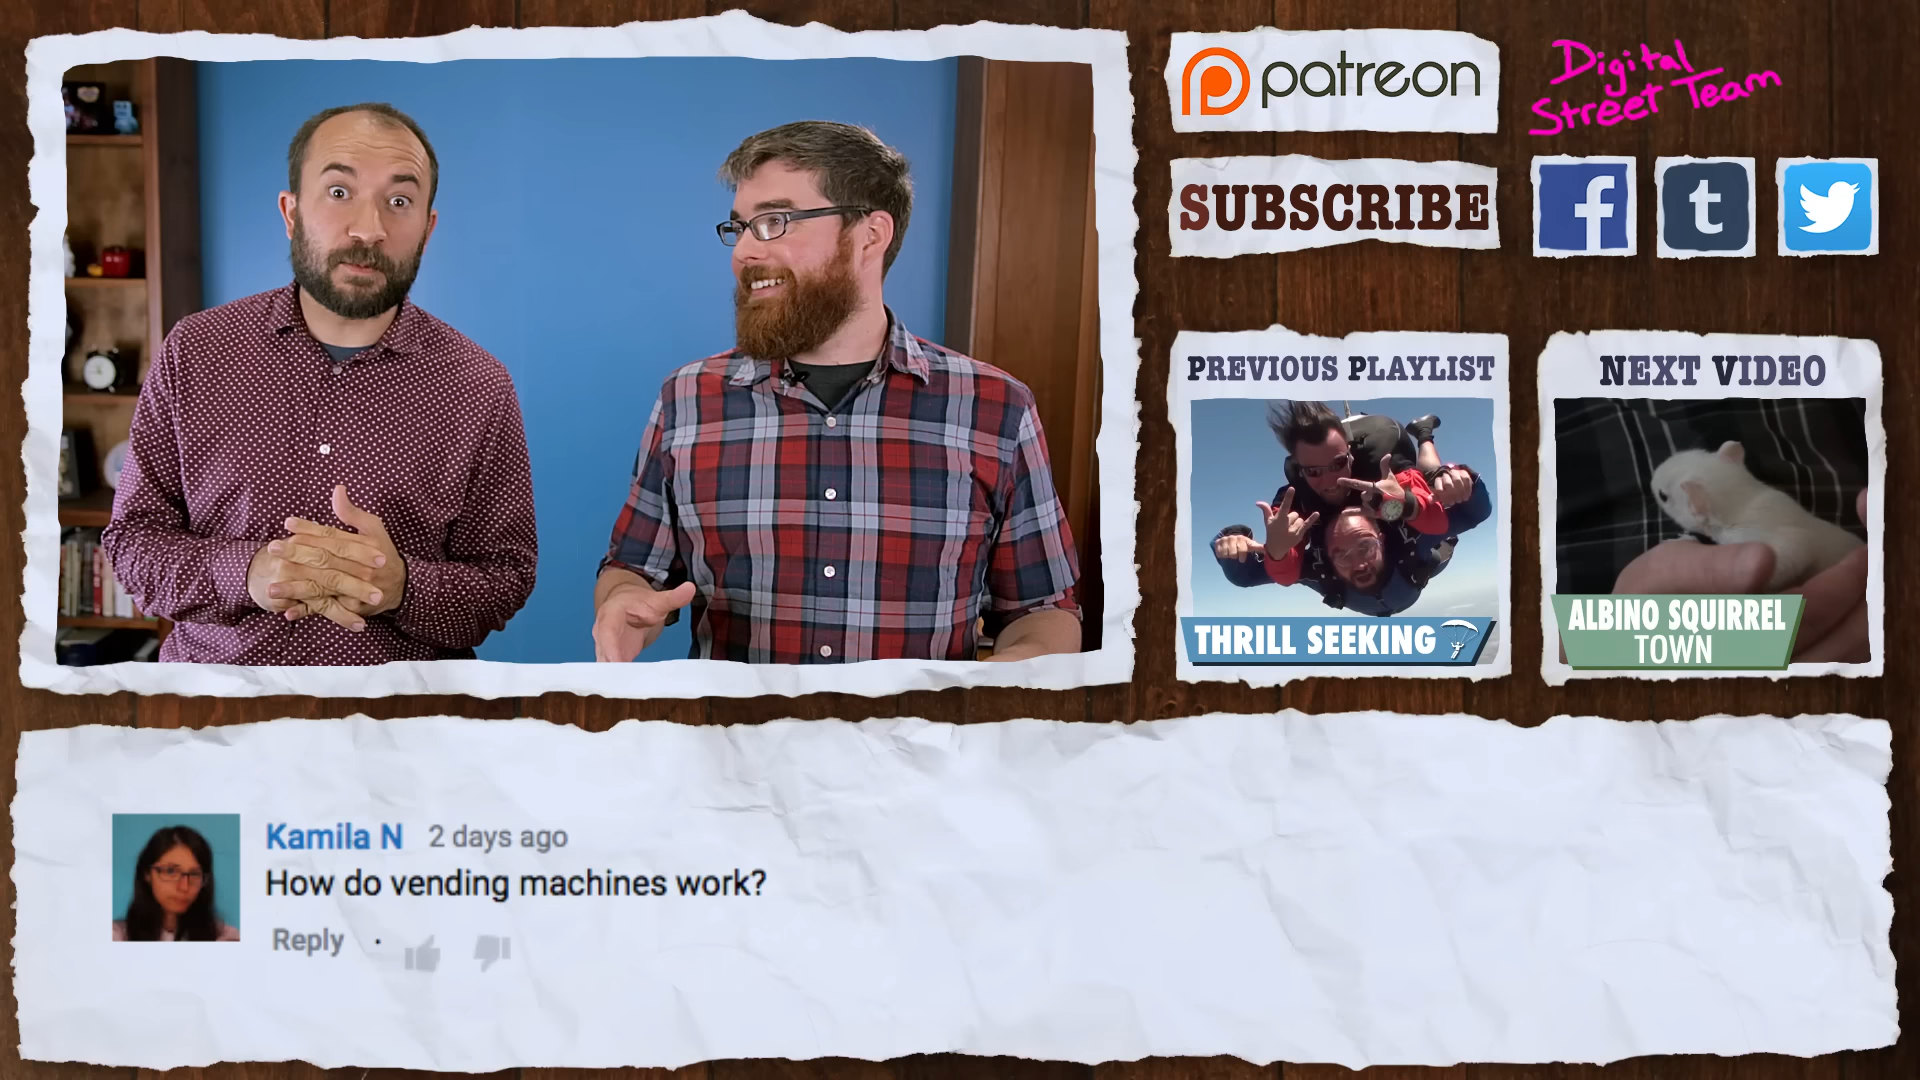 patreon
Digital
Street Team
SUBSCRIBE
f
t
PREVIOUS PLAYLIST
NEXT VIDEO
THRILL SEEKING
ALBINO SQUIRREL
TOWN
Kamila N 2 days ago
How do vending machines work?
Reply